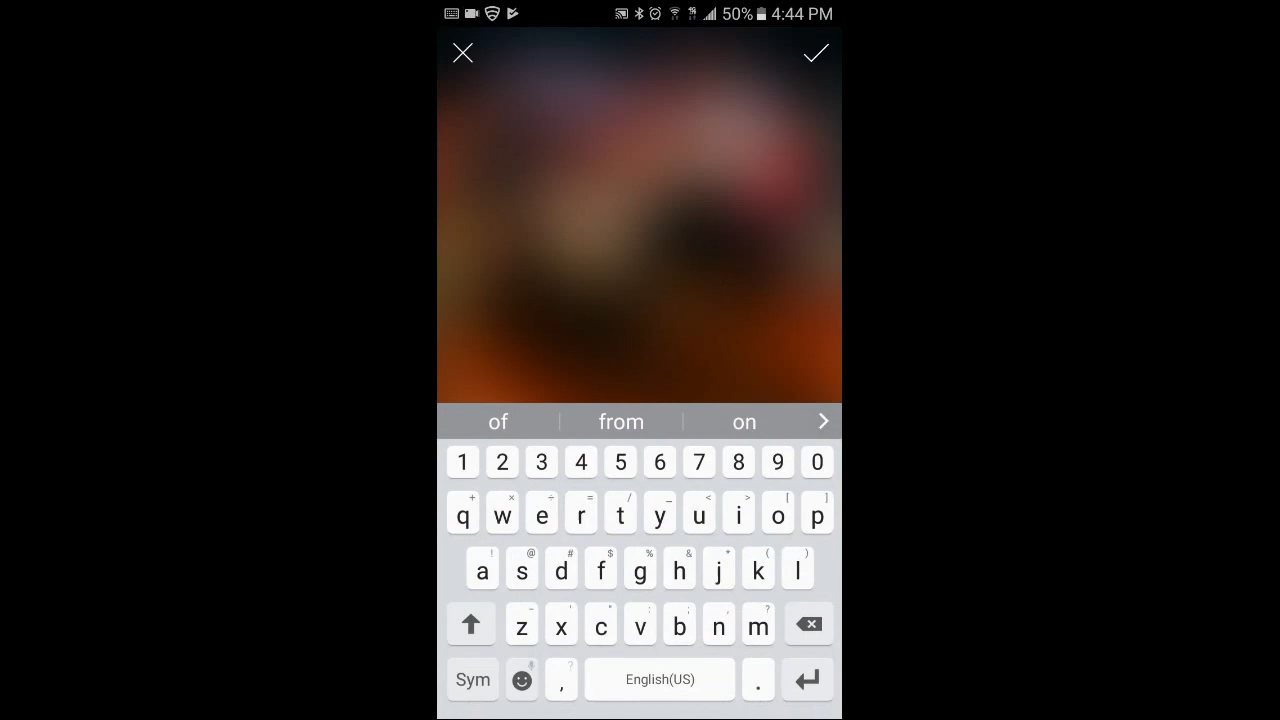 50% 4:44 PM
of from on
1 2 3 4 5 6 7 8 9 0
+ × ÷ = / _ < > [ ]
q w e r t y u i o p
! @ # $ % & * ( )
a s d f g h j k l
- ' " : ; , ?
z x c v b n m
Sym , ? English(US) .